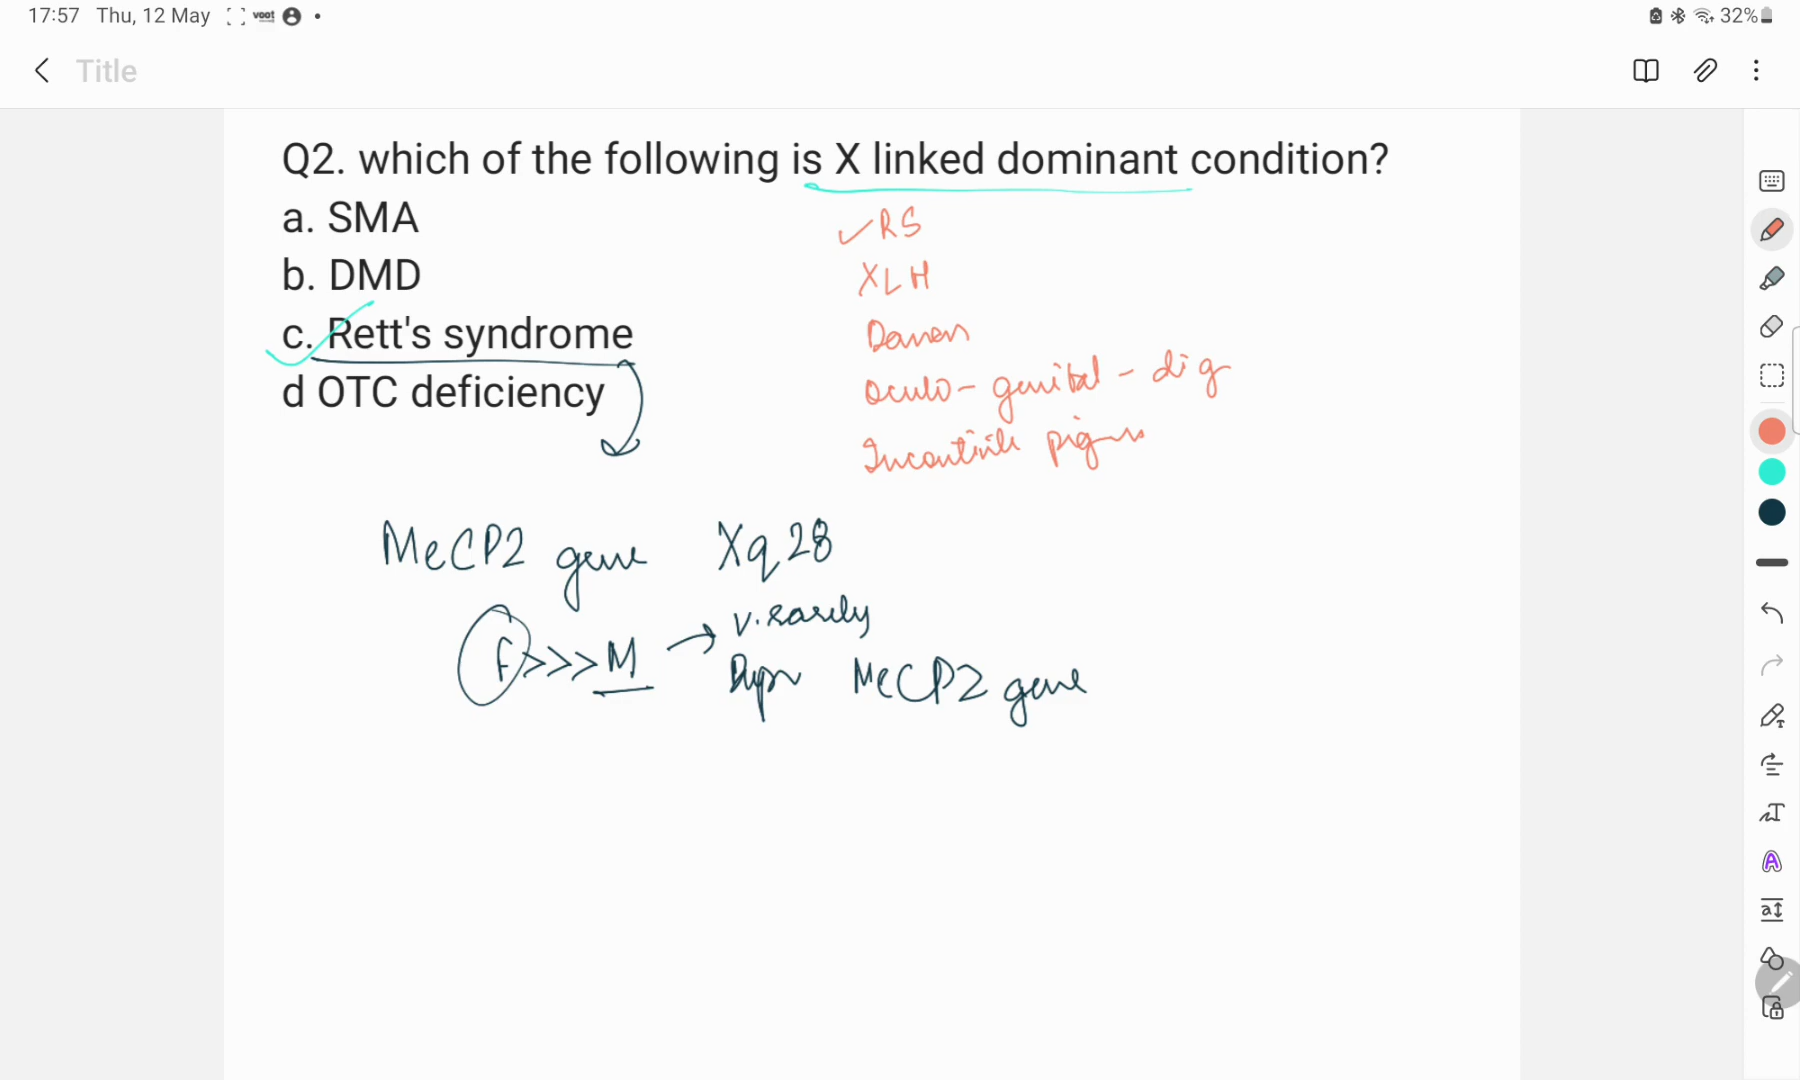 17:57 Thu, 12 May voot 32%
Title
Q2. which of the following is X linked dominant condition?
a. SMA
b. DMD
c. Rett's syndrome
d OTC deficiency
RS
XLH
Oculo - genital - dig
MeCP2 gene Xq28
F>>>M → v. rarely
MeCP2 gene